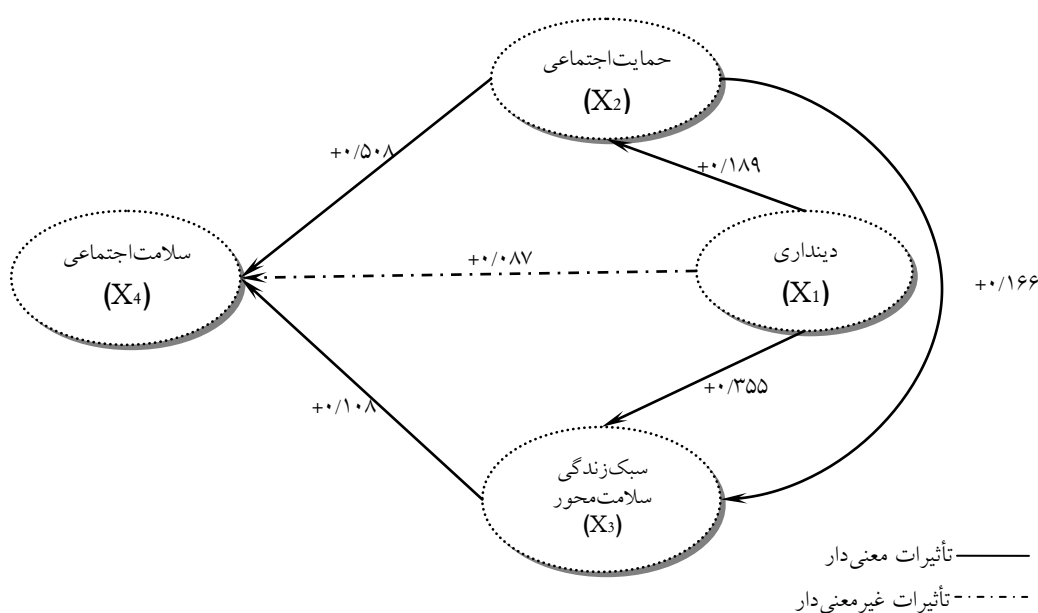 حمایت‌اجتماعی
(X2)
+۰/۵۰۸
+۰/۱۸۹
سلامت‌اجتماعی
(X4)
+۰/۰۸۷
دینداری
(X1)
+۰/۱۶۶
+۰/۱۰۸
+۰/۳۵۵
سبک‌زندگی
سلامت‌محور
(X3)
تأثیرات معنی‌دار
تأثیرات غیرمعنی‌دار